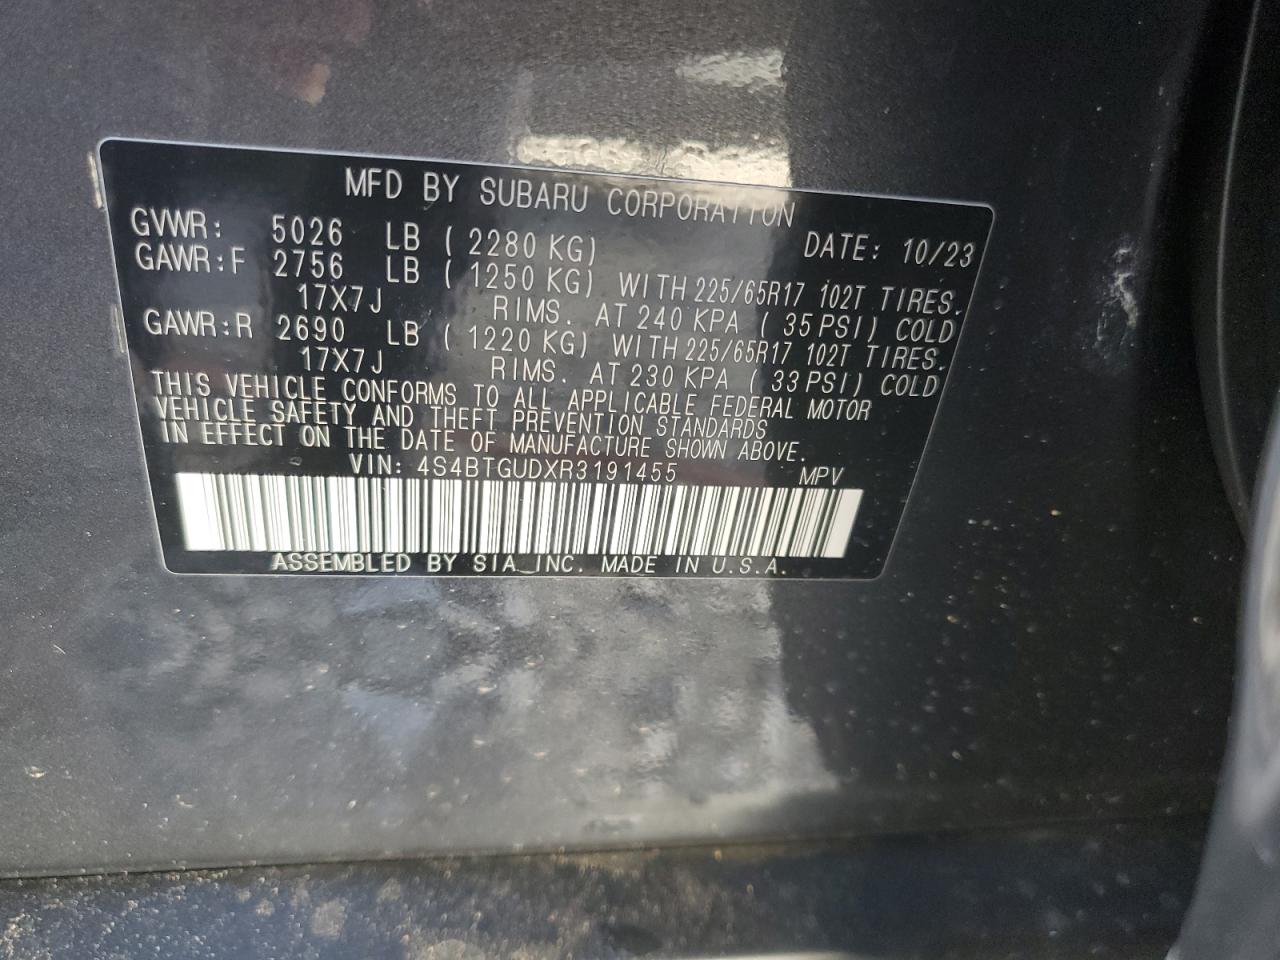 MFD BY SUBARU CORPORATION
GVWR: 5026 LB ( 2280 KG) DATE: 10/23
GAWR:F 2756 LB ( 1250 KG) WITH 225/65R17 102T TIRES.
17X7J RIMS. AT 240 KPA ( 35 PSI) COLD
GAWR:R 2690 LB ( 1220 KG) WITH 225/65R17 102T TIRES.
17X7J RIMS. AT 230 KPA ( 33 PSI) COLD
THIS VEHICLE CONFORMS TO ALL APPLICABLE FEDERAL MOTOR
VEHICLE SAFETY AND THEFT PREVENTION STANDARDS
IN EFFECT ON THE DATE OF MANUFACTURE SHOWN ABOVE.
VIN: 4S4BTGUDXR3191455 MPV
ASSEMBLED BY SIA,INC. MADE IN U.S.A.